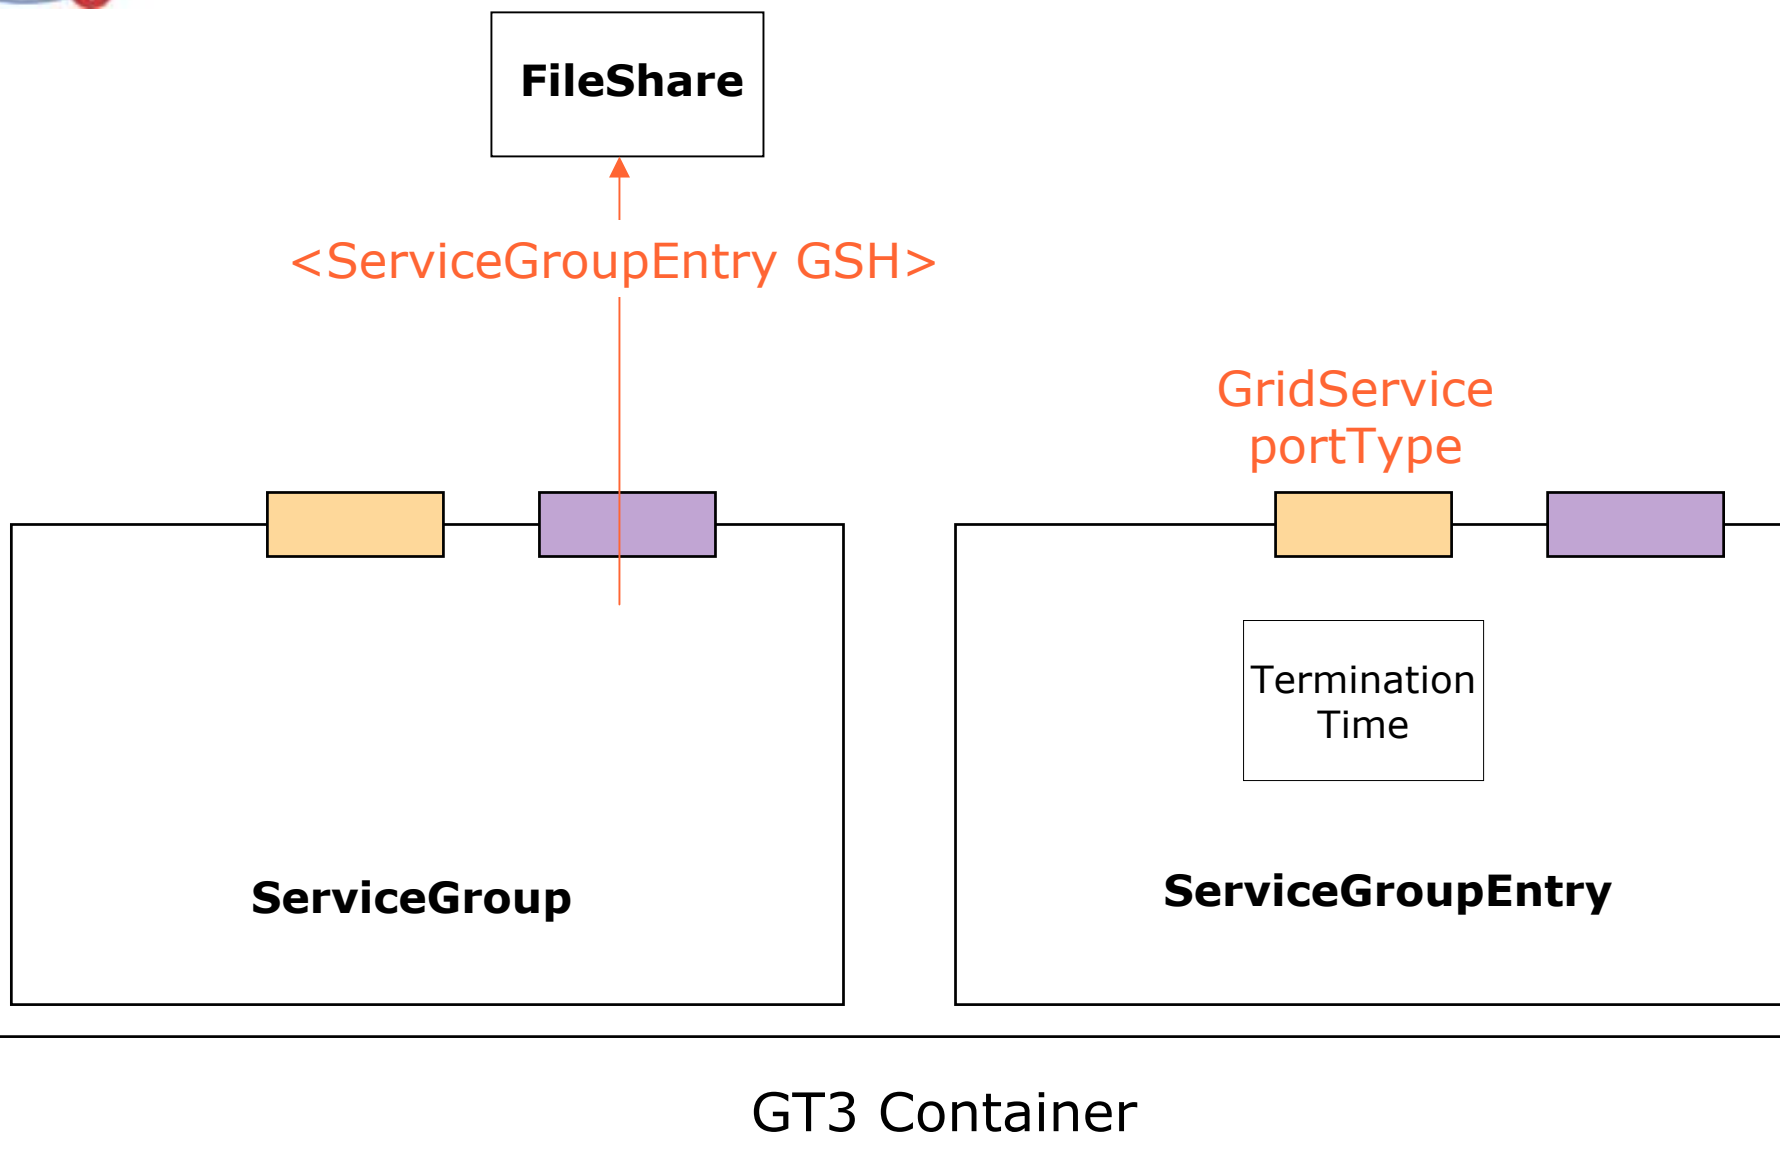 FileShare
<ServiceGroupEntry GSH>
GridService
portType
Termination
Time
ServiceGroup
ServiceGroupEntry
GT3 Container